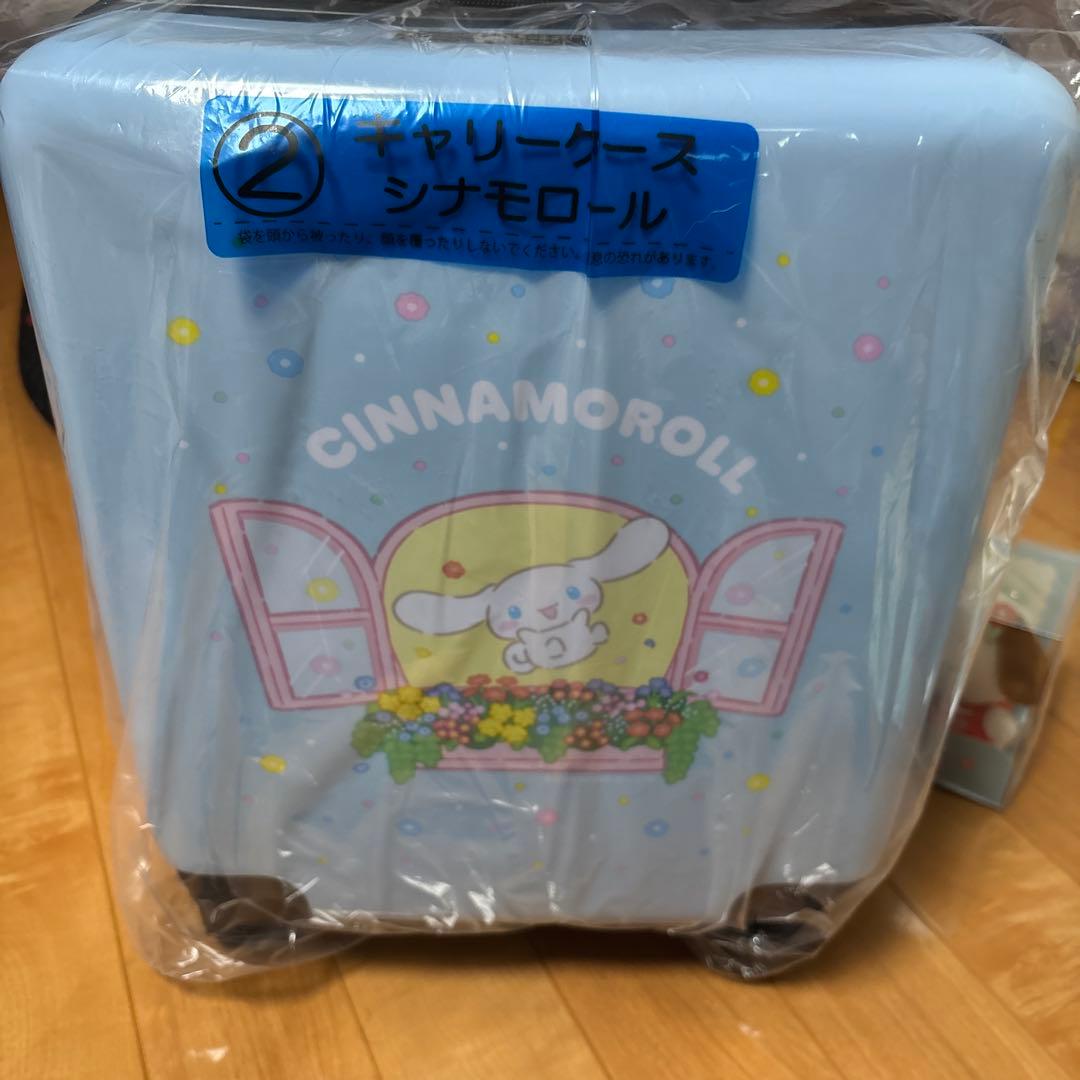 ② キャリーケース
シナモロール
袋を頭から被ったり、顔を覆ったりしないでください。窒息の恐れがあります。
CINNAMOROLL